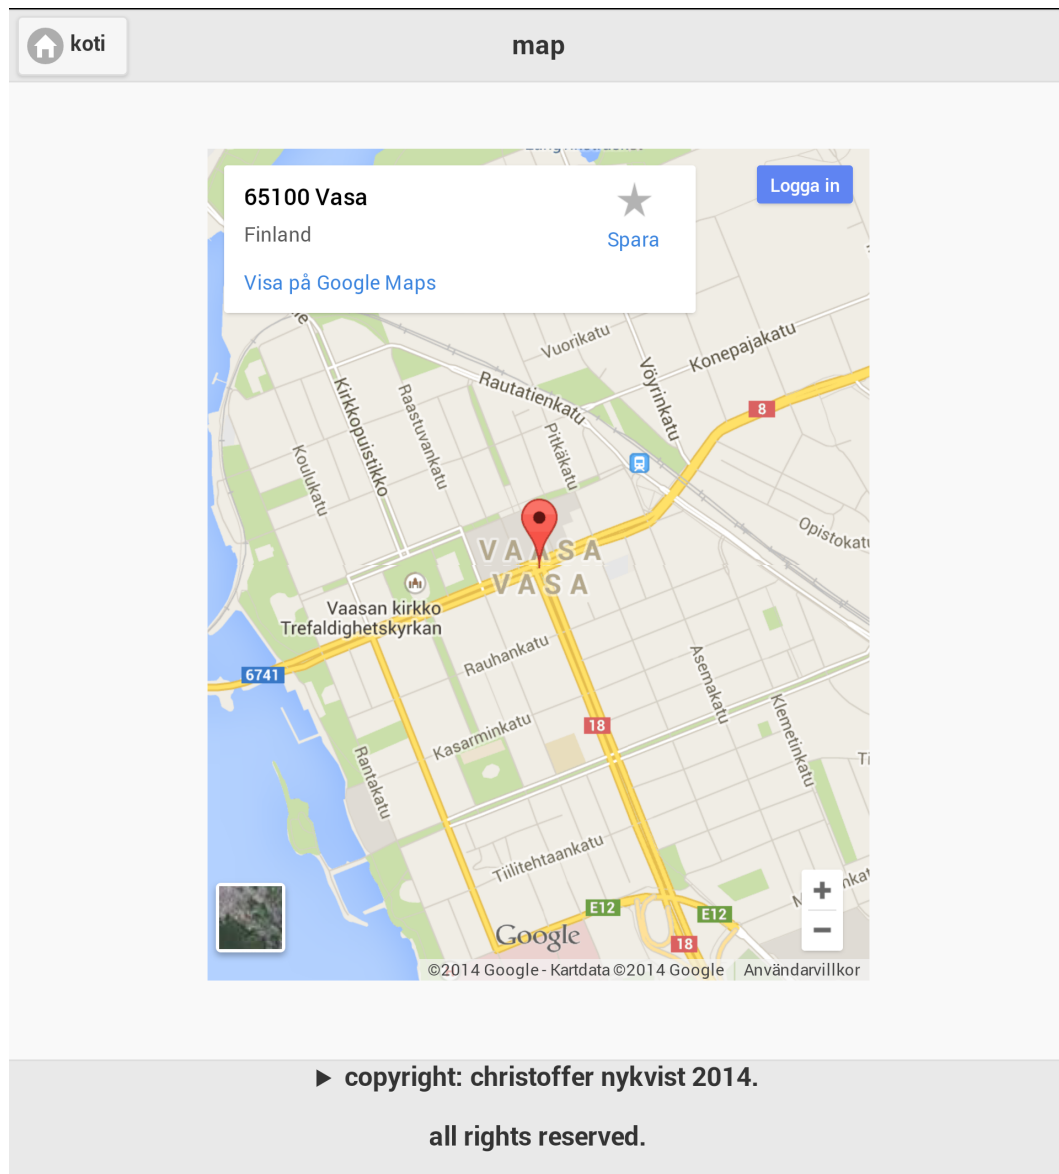 koti
map
65100 Vasa
Finland
Spara
Visa på Google Maps
Logga in
Vuorikatu
Konepajakatu
Rautatienkatu
Vöyrinkatu
Kirkkopuistikko
Raastuvankatu
8
Koulukatu
Pitkäkatu
Opistokatu
VAASA
VASA
Vaasan kirkko
Trefaldighetskyrkan
Rauhankatu
6741
Asemakatu
Klemetinkatu
18
Kasarminkatu
Rantakatu
Tiilitehtaankatu
E12
E12
18
Google
+
−
©2014 Google - Kartdata ©2014 Google
Användarvillkor
copyright: christoffer nykvist 2014.
all rights reserved.